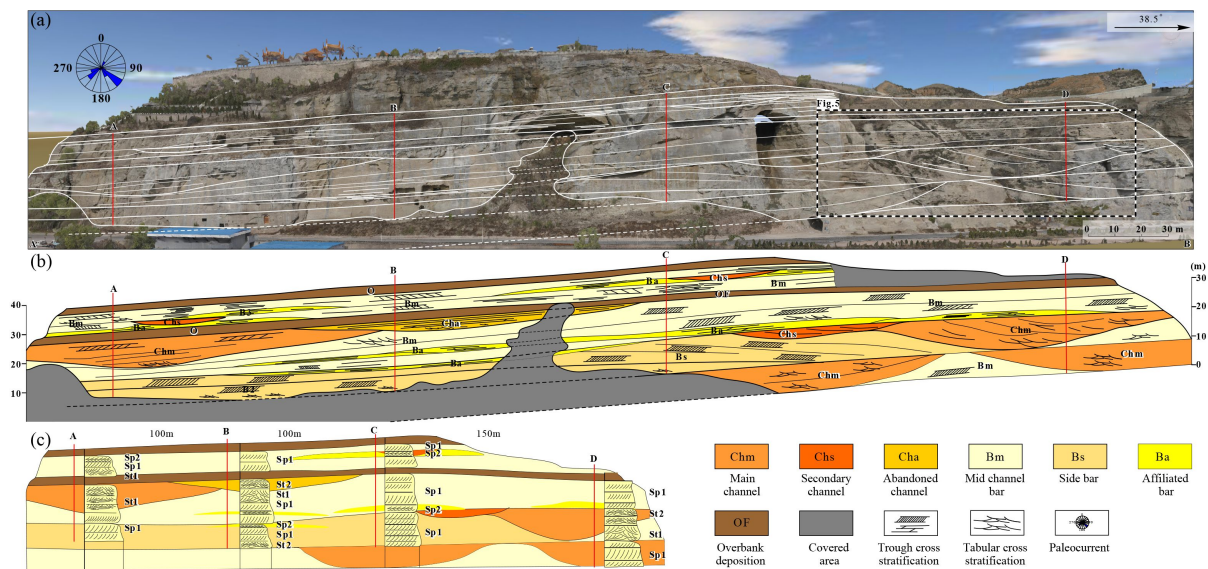 (a)
0
270
90
180
38.5°
A
B
C
D
Fig.5
0 10 20 30 m
A
B
(b)
(m)
A
B
C
D
40
30
20
10
30
20
10
0
O
Bm
Ba
Chs
Bm
Bm
Ba
Chs
B3
O
OF
Cha
Chm
Bm
Ba
Ba
Bm
Ba
Chs
Chm
Bs
Chm
Bm
Chm
(c)
A
100m
B
100m
C
150m
D
Sp2
Sp1
St1
St1
Sp1
Sp1
St2
St1
Sp1
Sp2
St1
Sp1
St2
Sp1
Sp2
Sp1
Sp2
Sp1
Sp1
St2
St1
Sp1
Chm
Chs
Cha
Bm
Bs
Ba
Main channel
Secondary channel
Abandoned channel
Mid channel bar
Side bar
Affiliated bar
OF
Overbank deposition
Covered area
Trough cross stratification
Tabular cross stratification
Paleocurrent